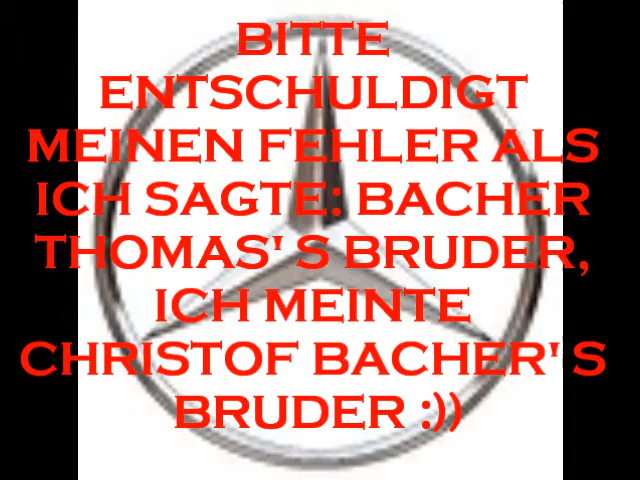 BITTE
ENTSCHULDIGT
MEINEN FEHLER ALS
ICH SAGTE: BACHER
THOMAS' S BRUDER,
ICH MEINTE
CHRISTOF BACHER' S
BRUDER :))